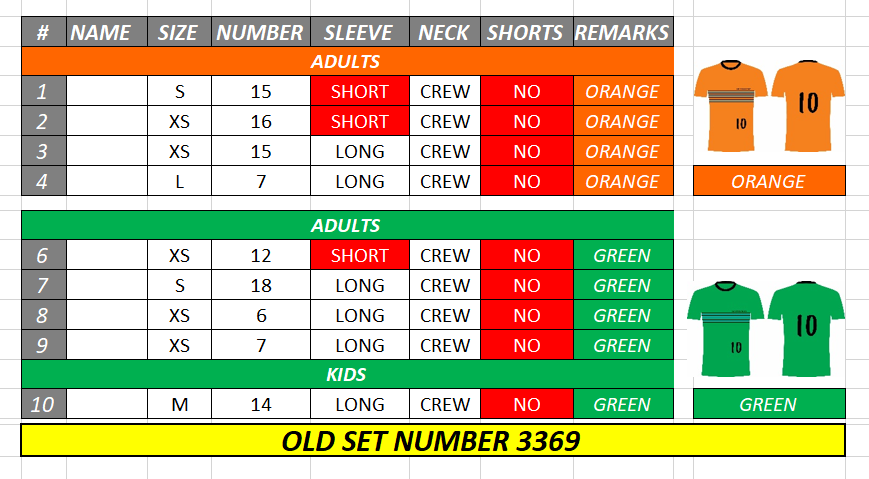 # NAME SIZE NUMBER SLEEVE NECK SHORTS REMARKS
ADULTS
1 S 15 SHORT CREW NO ORANGE
2 XS 16 SHORT CREW NO ORANGE
3 XS 15 LONG CREW NO ORANGE
4 L 7 LONG CREW NO ORANGE
10 10
ORANGE
ADULTS
6 XS 12 SHORT CREW NO GREEN
7 S 18 LONG CREW NO GREEN
8 XS 6 LONG CREW NO GREEN
9 XS 7 LONG CREW NO GREEN
KIDS
10 M 14 LONG CREW NO GREEN
10 10
GREEN
OLD SET NUMBER 3369